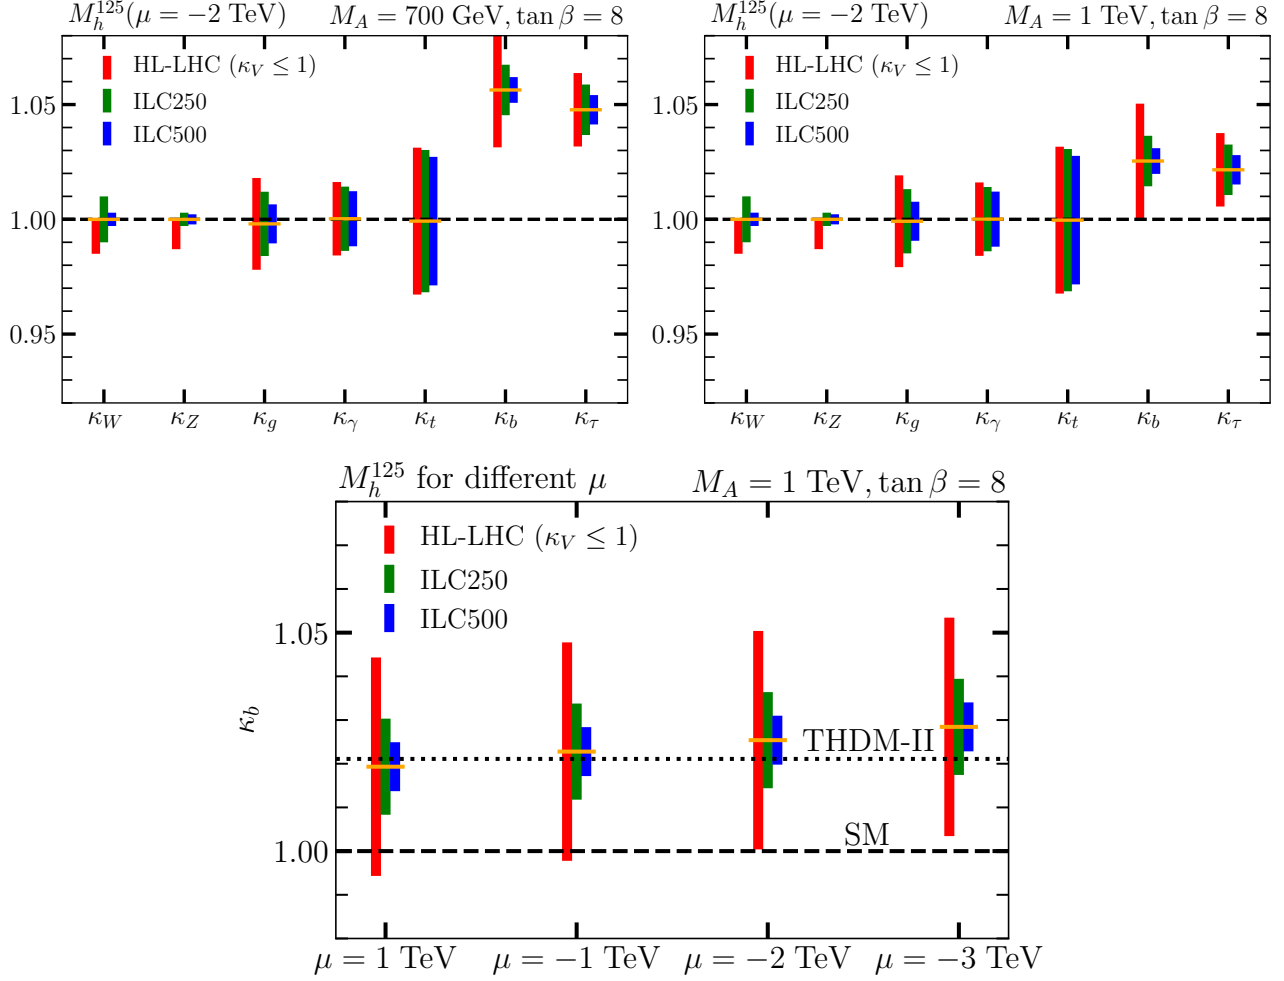 M_h^125(μ = −2 TeV) M_A = 700 GeV, tan β = 8
HL-LHC (κ_V ≤ 1)
ILC250
ILC500
1.05
1.00
0.95
κ_W κ_Z κ_g κ_γ κ_t κ_b κ_τ
M_h^125(μ = −2 TeV) M_A = 1 TeV, tan β = 8
HL-LHC (κ_V ≤ 1)
ILC250
ILC500
1.05
1.00
0.95
κ_W κ_Z κ_g κ_γ κ_t κ_b κ_τ
M_h^125 for different μ M_A = 1 TeV, tan β = 8
HL-LHC (κ_V ≤ 1)
ILC250
ILC500
1.05
κ_b
THDM-II
SM
1.00
μ = 1 TeV μ = −1 TeV μ = −2 TeV μ = −3 TeV